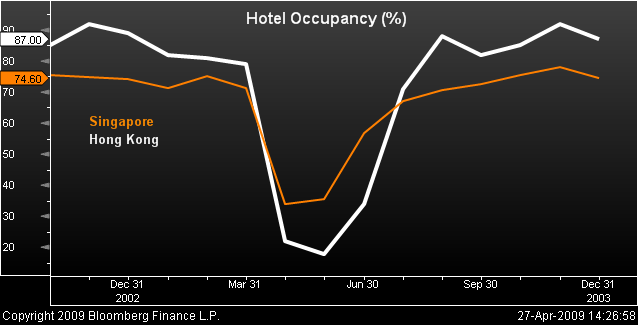 Hotel Occupancy (%)
90
87.00
80
74.60
70
60
50
40
30
20
Singapore
Hong Kong
Dec 31 Mar 31 Jun 30 Sep 30 Dec 31
2002 2003
Copyright 2009 Bloomberg Finance L.P. 27-Apr-2009 14:26:58